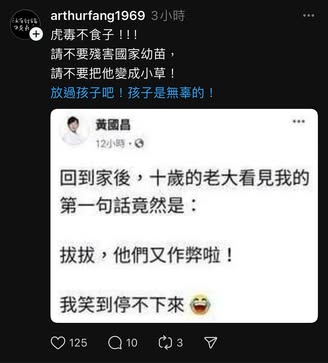 arthurfang1969 3小時
虎毒不食子!!!
請不要殘害國家幼苗，
請不要把他變成小草！
放過孩子吧！孩子是無辜的！
黃國昌
12小時·
回到家後，十歲的老大看見我的
第一句話竟然是：
拔拔，他們又作弊啦！
我笑到停不下來 😂
125 10 3